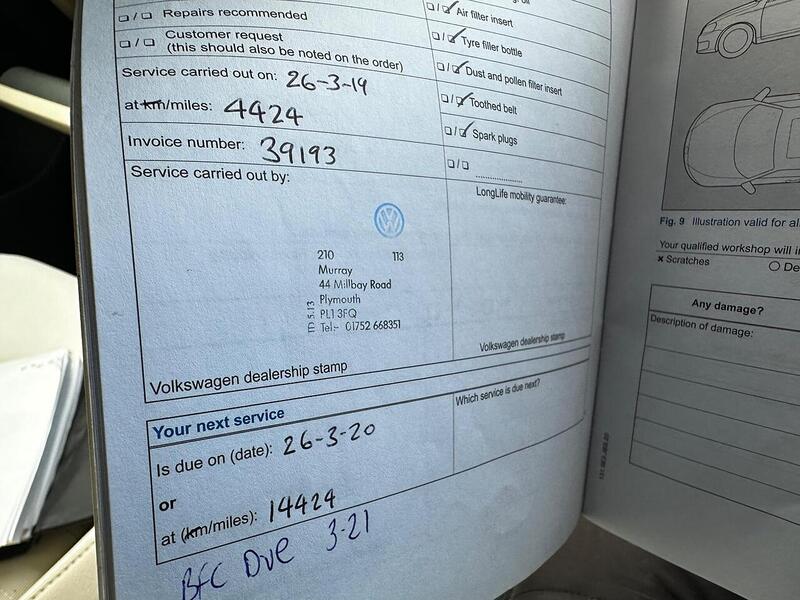 ☐ / ☐ Repairs recommended
☐ / ☐ Customer request
(this should also be noted on the order)
Service carried out on: 26-3-19
at km/miles: 4424
Invoice number: 39193
Service carried out by:
210 113
Murray
44 Millbay Road
Plymouth
PL1 3FQ
Tel:- 01752 668351
Volkswagen dealership stamp
☐ / ☑ Air filter insert
☐ / ☑ Tyre filler bottle
☐ / ☑ Dust and pollen filter insert
☐ / ☑ Toothed belt
☐ / ☑ Spark plugs
☐ / ☐ ....................
LongLife mobility guarantee:
Volkswagen dealership stamp
Your next service
Is due on (date): 26-3-20
or
at (km/miles): 14424
Which service is due next?
BFC Due 3-21
Fig. 9 Illustration valid for
Your qualified workshop will
× Scratches
Any damage?
Description of damage: